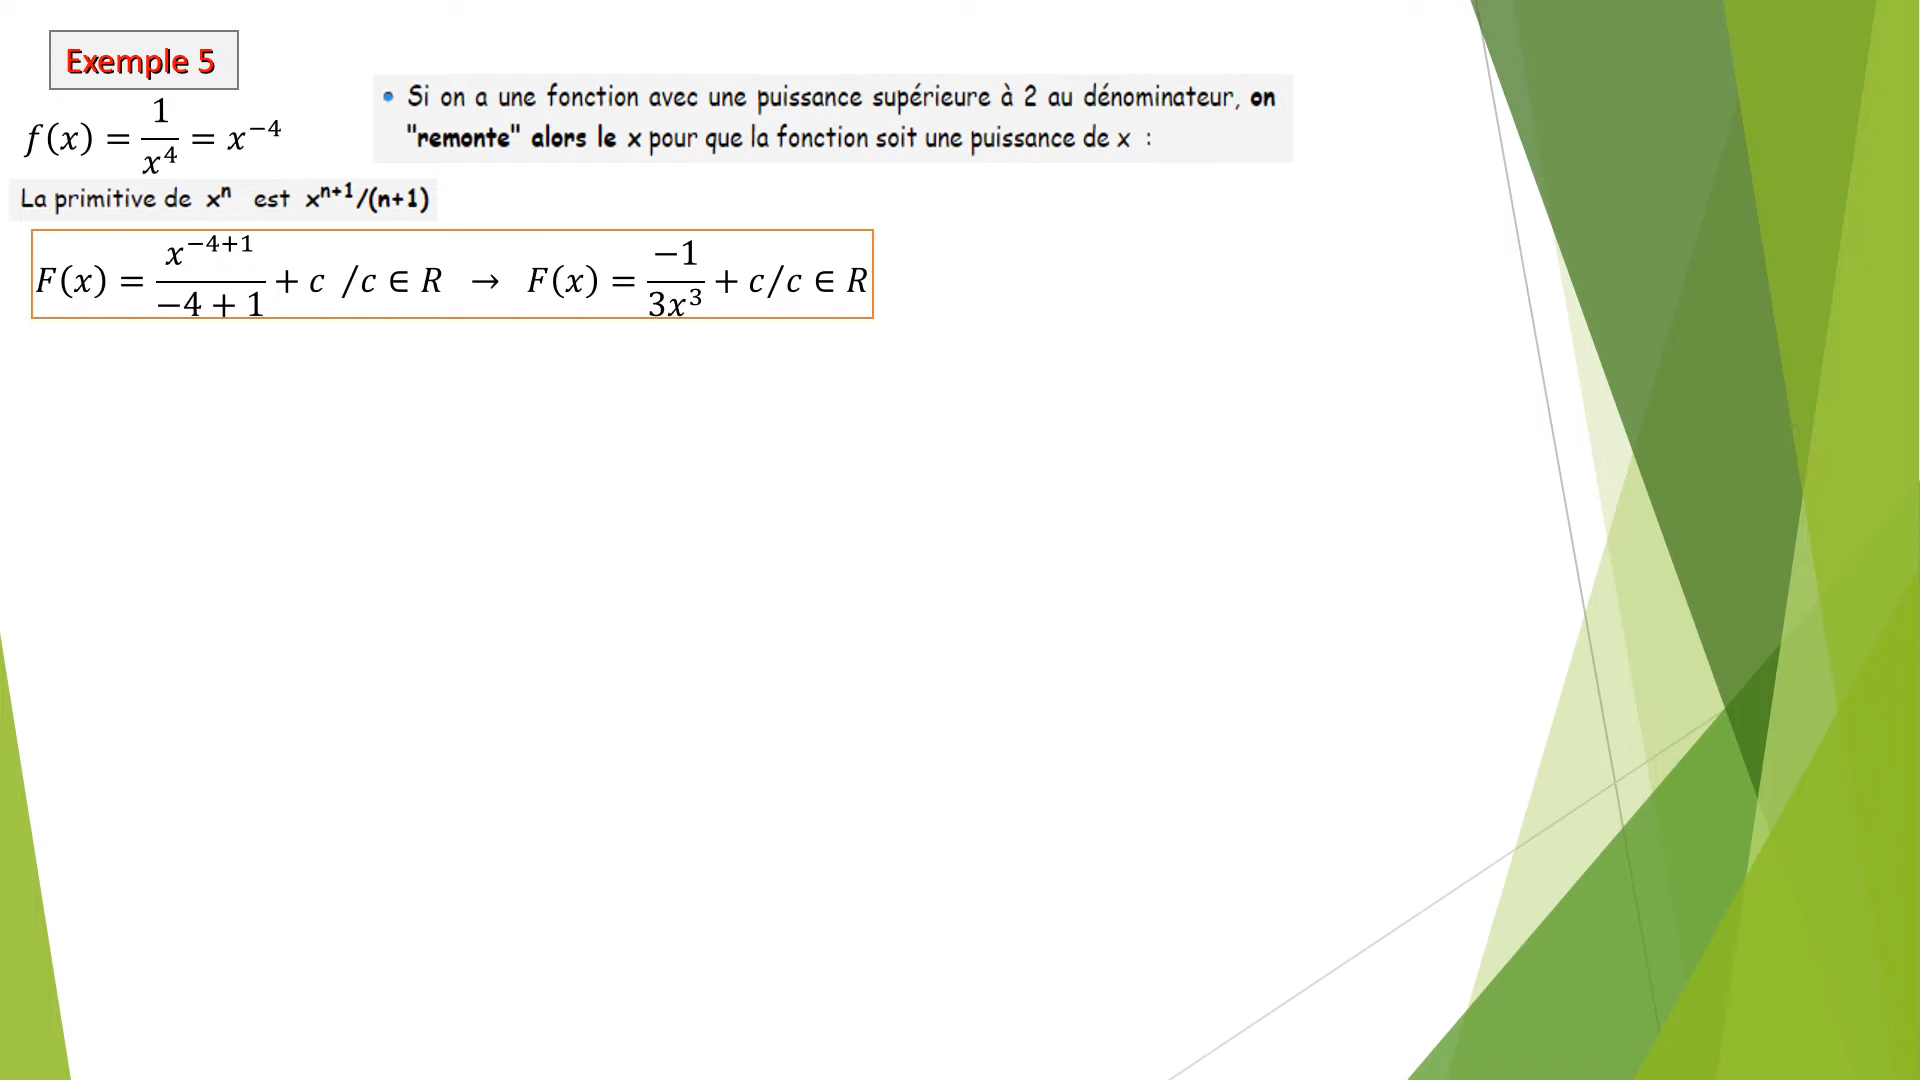 Exemple 5
• Si on a une fonction avec une puissance supérieure à 2 au dénominateur, on
"remonte" alors le x pour que la fonction soit une puissance de x :
f(x) = 1/x⁴ = x⁻⁴
La primitive de xⁿ est xⁿ⁺¹/(n+1)
F(x) = x⁻⁴⁺¹/(−4 + 1) + c /c ∈ R → F(x) = −1/(3x³) + c/c ∈ R